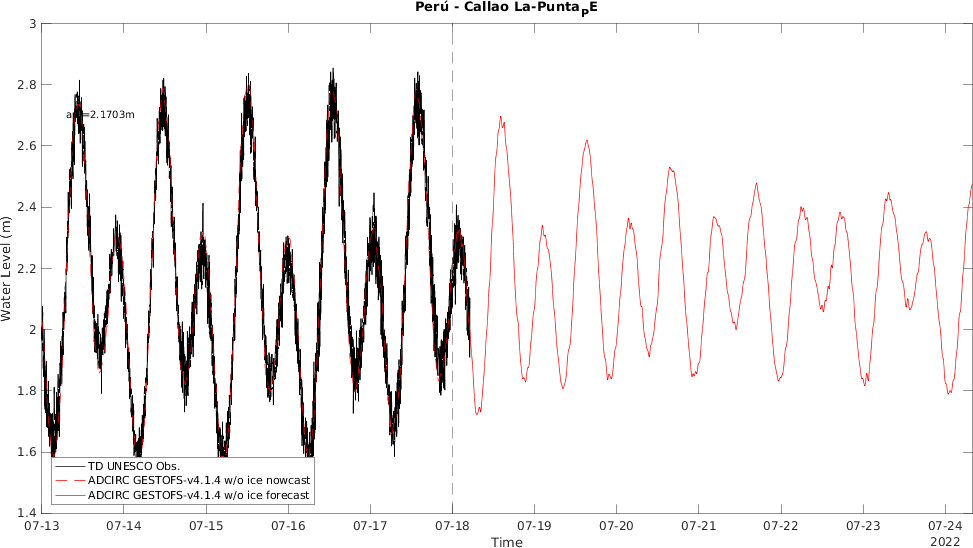 Perú - Callao La-PuntaPE
3
2.8
2.6
2.4
2.2
2
1.8
1.6
1.4
Water Level (m)
=2.1703m
TD UNESCO Obs.
ADCIRC GESTOFS-v4.1.4 w/o ice nowcast
ADCIRC GESTOFS-v4.1.4 w/o ice forecast
07-13 07-14 07-15 07-16 07-17 07-18 07-19 07-20 07-21 07-22 07-23 07-24
Time
2022